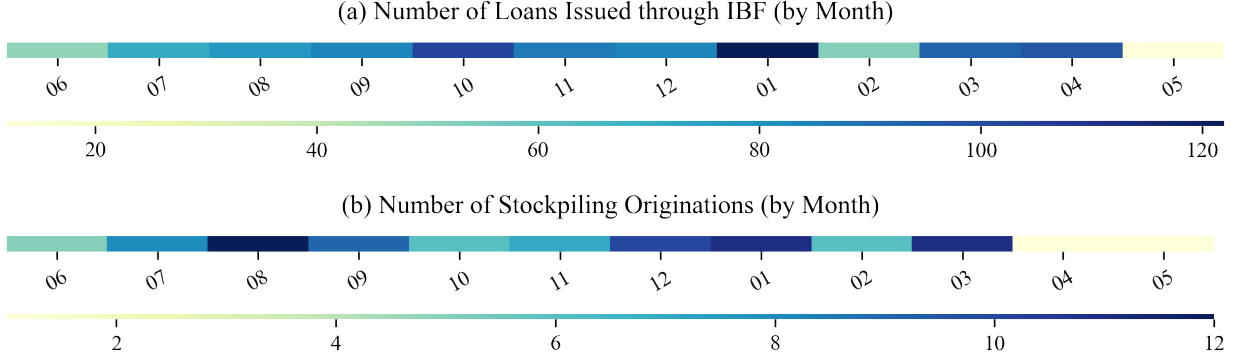 (a) Number of Loans Issued through IBF (by Month)
06 07 08 09 10 11 12 01 02 03 04 05
20 40 60 80 100 120
(b) Number of Stockpiling Originations (by Month)
06 07 08 09 10 11 12 01 02 03 04 05
2 4 6 8 10 12